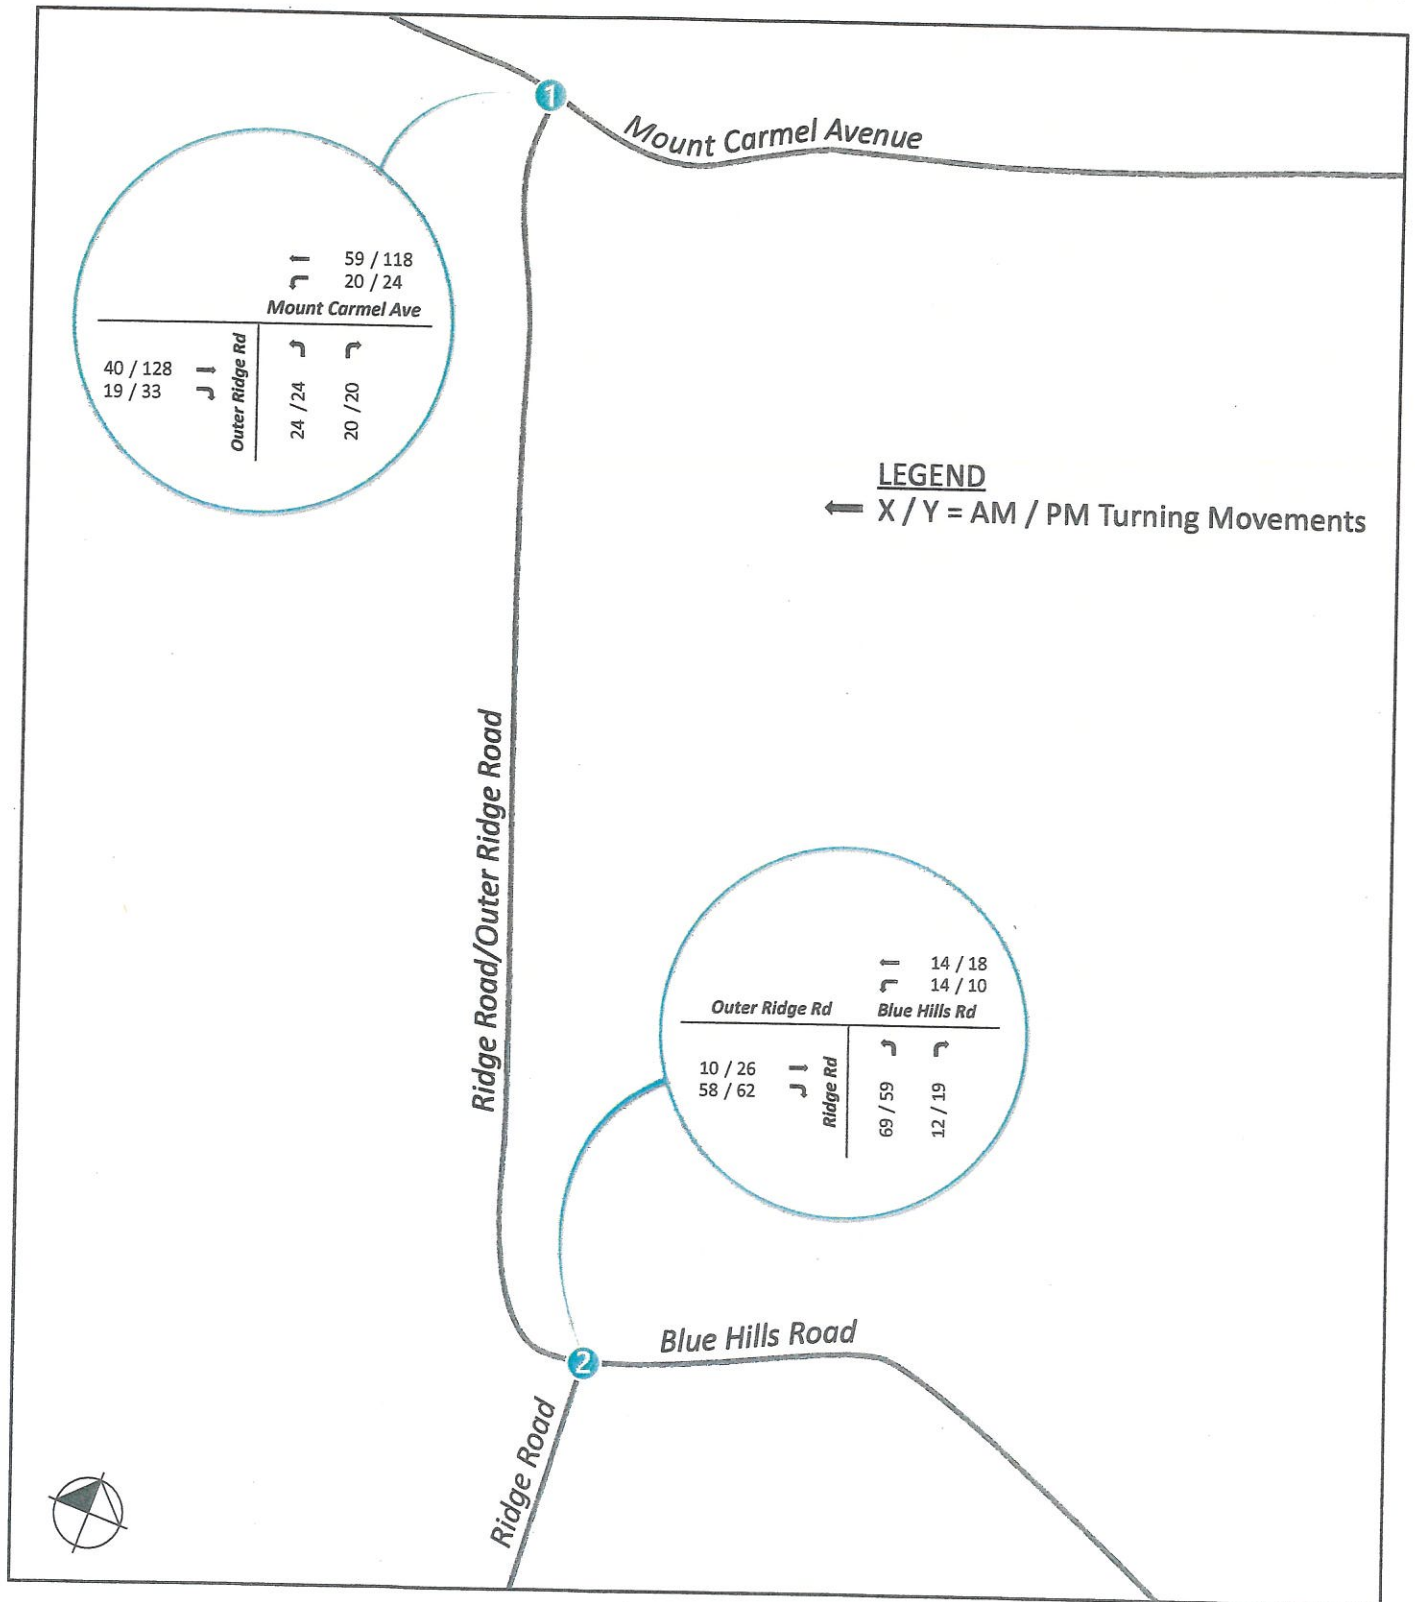 1
Mount Carmel Avenue
59 / 118
20 / 24
Mount Carmel Ave
40 / 128
19 / 33
Outer Ridge Rd
24 /24
20 /20
LEGEND
X / Y = AM / PM Turning Movements
Ridge Road/Outer Ridge Road
14 / 18
14 / 10
Outer Ridge Rd
Blue Hills Rd
10 / 26
58 / 62
Ridge Rd
69 / 59
12 / 19
Blue Hills Road
2
Ridge Road